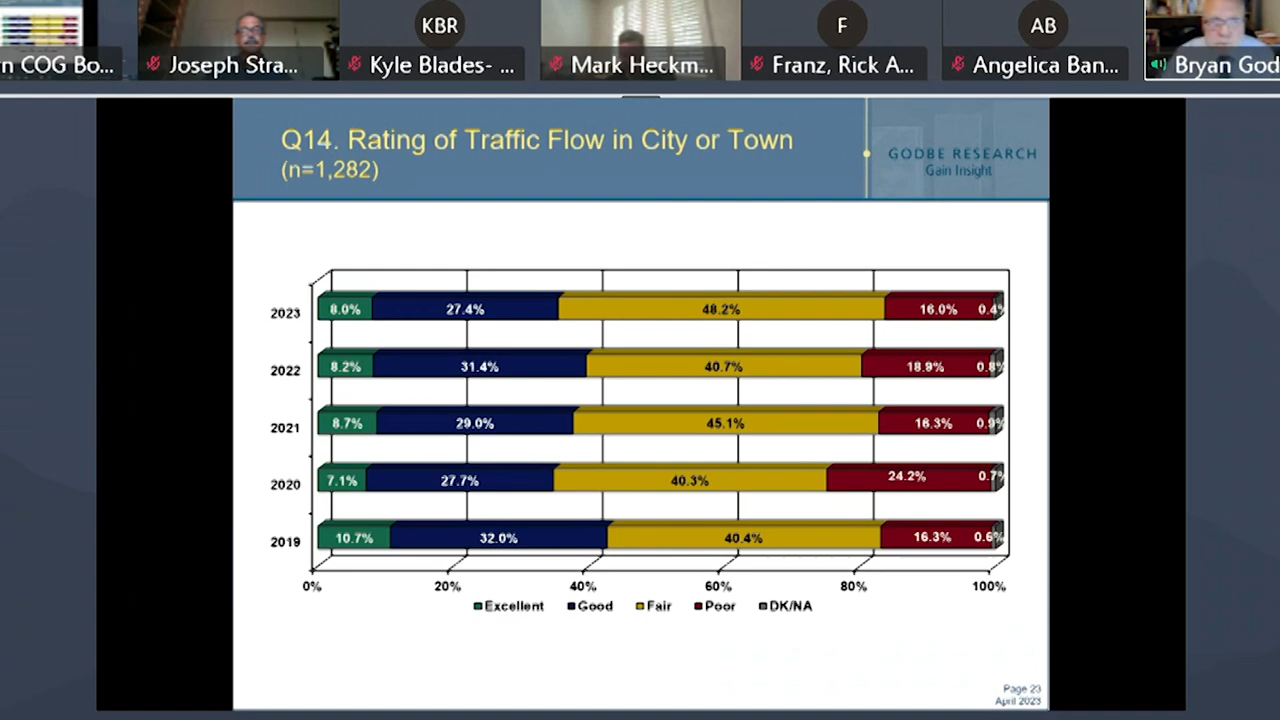 n COG Bo...
Joseph Stra...
KBR
Kyle Blades- ...
Mark Heckm...
F
Franz, Rick A...
AB
Angelica Ban...
Bryan God
Q14. Rating of Traffic Flow in City or Town
(n=1,282)
GODBE RESEARCH
Gain Insight
2023
8.0%
27.4%
48.2%
16.0%
0.4%
2022
8.2%
31.4%
40.7%
18.9%
0.8%
2021
8.7%
29.0%
45.1%
16.3%
0.9%
2020
7.1%
27.7%
40.3%
24.2%
0.7%
2019
10.7%
32.0%
40.4%
16.3%
0.6%
0%
20%
40%
60%
80%
100%
Excellent
Good
Fair
Poor
DK/NA
Page 23
April 2023